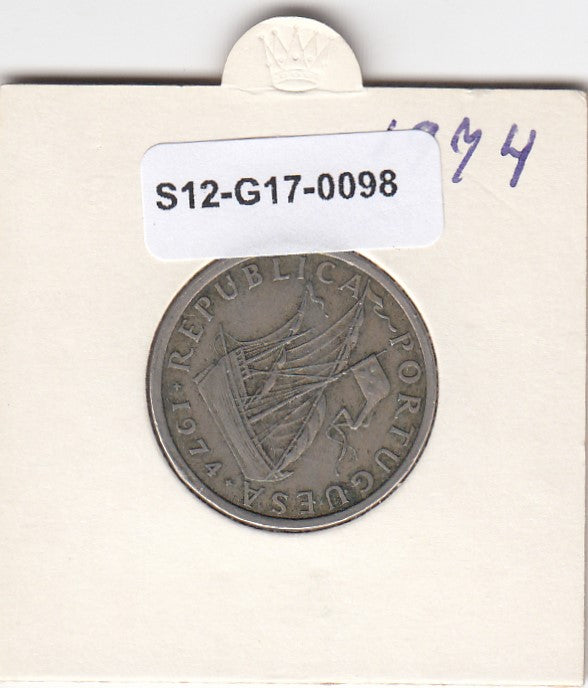 1974
S12-G17-0098
REPUBLICA PORTUGUESA
1974